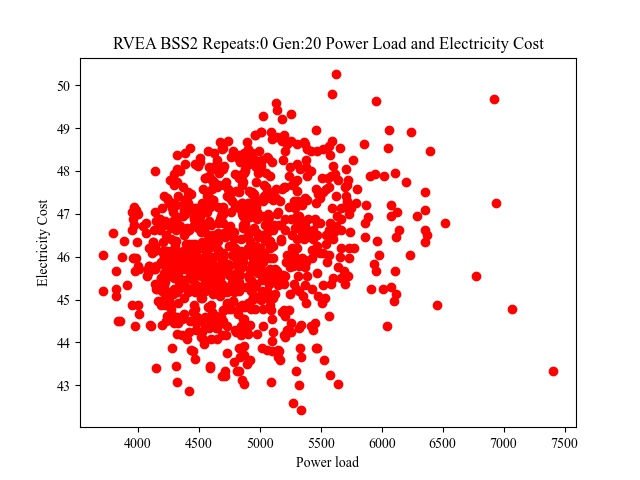 RVEA BSS2 Repeats:0 Gen:20 Power Load and Electricity Cost
50
49
48
47
46
45
44
43
Electricity Cost
4000 4500 5000 5500 6000 6500 7000 7500
Power load